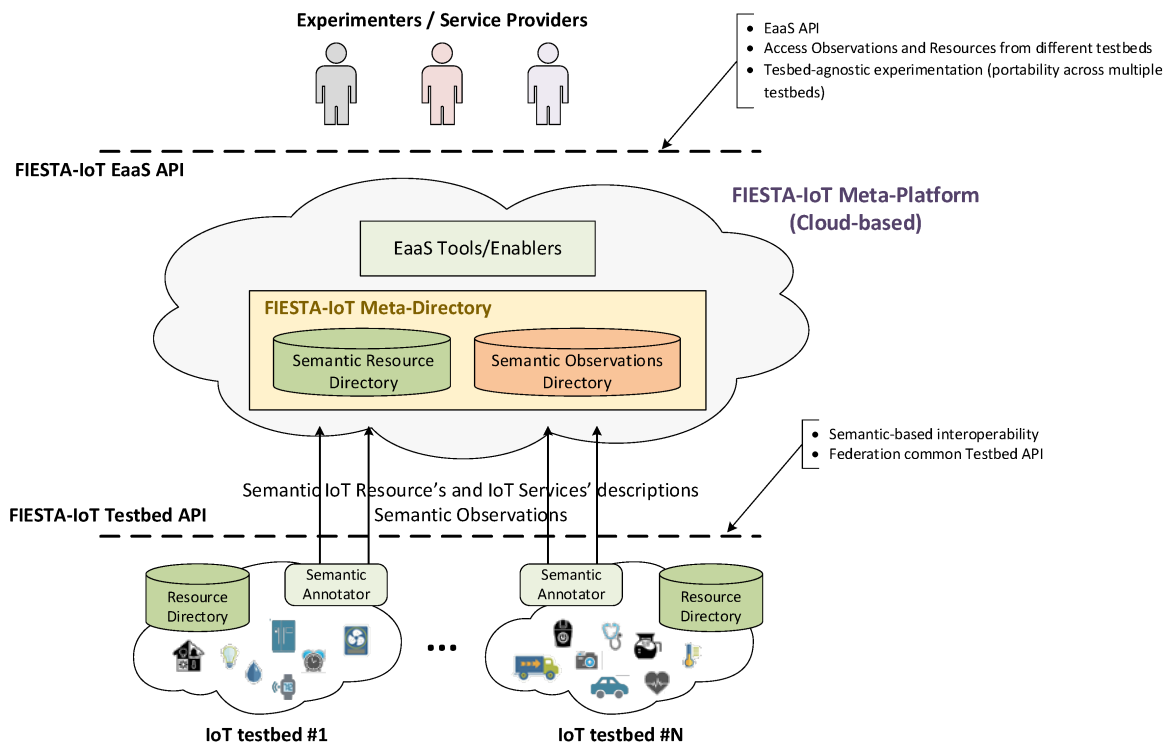 Experimenters / Service Providers
• EaaS API
• Access Observations and Resources from different testbeds
• Tesbed-agnostic experimentation (portability across multiple
testbeds)
FIESTA-IoT EaaS API
FIESTA-IoT Meta-Platform
(Cloud-based)
EaaS Tools/Enablers
FIESTA-IoT Meta-Directory
Semantic Resource
Directory
Semantic Observations
Directory
• Semantic-based interoperability
• Federation common Testbed API
Semantic IoT Resource’s and IoT Services’ descriptions
Semantic Observations
FIESTA-IoT Testbed API
Resource
Directory
Semantic
Annotator
...
Semantic
Annotator
Resource
Directory
IoT testbed #1
IoT testbed #N